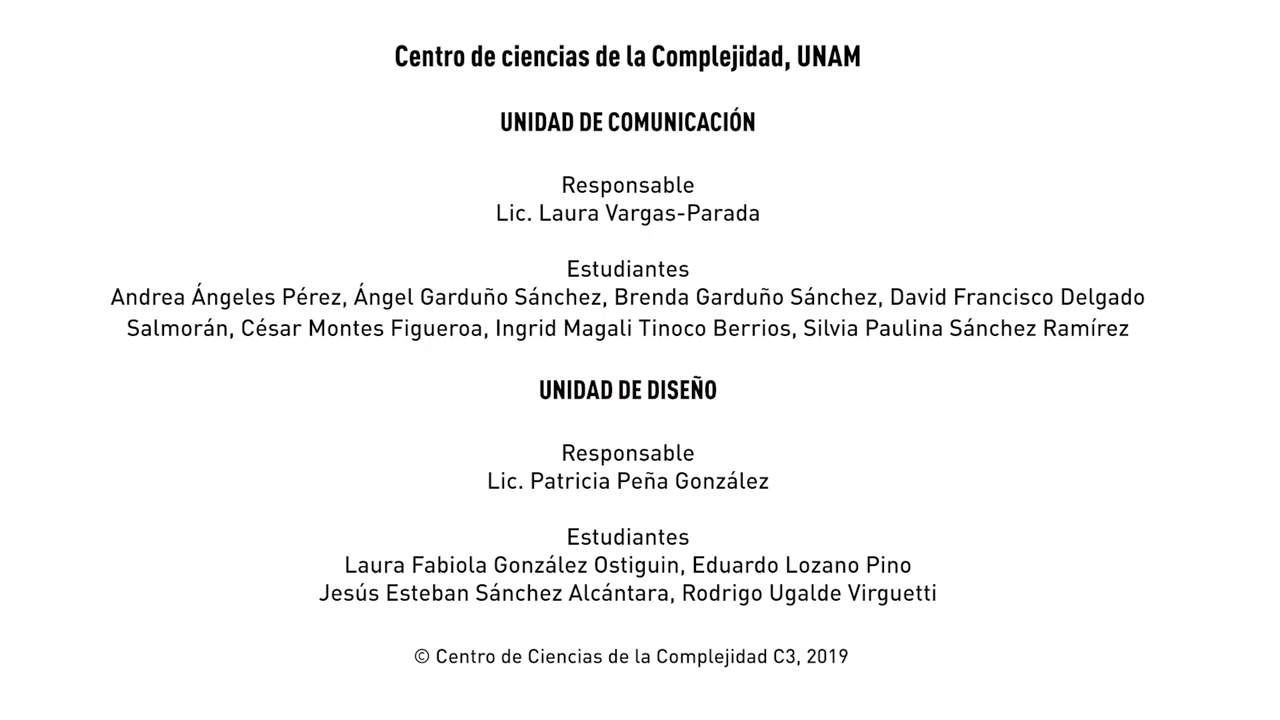 Centro de ciencias de la Complejidad, UNAM
UNIDAD DE COMUNICACIÓN
Responsable
Lic. Laura Vargas-Parada
Estudiantes
Andrea Ángeles Pérez, Ángel Garduño Sánchez, Brenda Garduño Sánchez, David Francisco Delgado
Salmorán, César Montes Figueroa, Ingrid Magali Tinoco Berrios, Silvia Paulina Sánchez Ramírez
UNIDAD DE DISEÑO
Responsable
Lic. Patricia Peña González
Estudiantes
Laura Fabiola González Ostiguin, Eduardo Lozano Pino
Jesús Esteban Sánchez Alcántara, Rodrigo Ugalde Virguetti
© Centro de Ciencias de la Complejidad C3, 2019